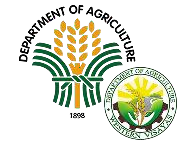 DEPARTMENT OF AGRICULTURE
1898
DEPARTMENT OF AGRICULTURE
WESTERN VISAYAS